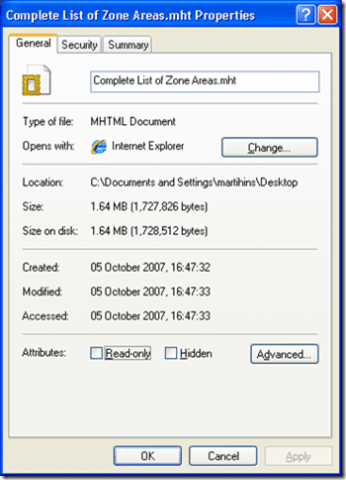 Complete List of Zone Areas.mht Properties
General Security Summary
Complete List of Zone Areas.mht
Type of file: MHTML Document
Opens with: Internet Explorer Change...
Location: C:\Documents and Settings\martihins\Desktop
Size: 1.64 MB (1,727,826 bytes)
Size on disk: 1.64 MB (1,728,512 bytes)
Created: 05 October 2007, 16:47:32
Modified: 05 October 2007, 16:47:33
Accessed: 05 October 2007, 16:47:33
Attributes: Read-only Hidden Advanced...
OK Cancel Apply